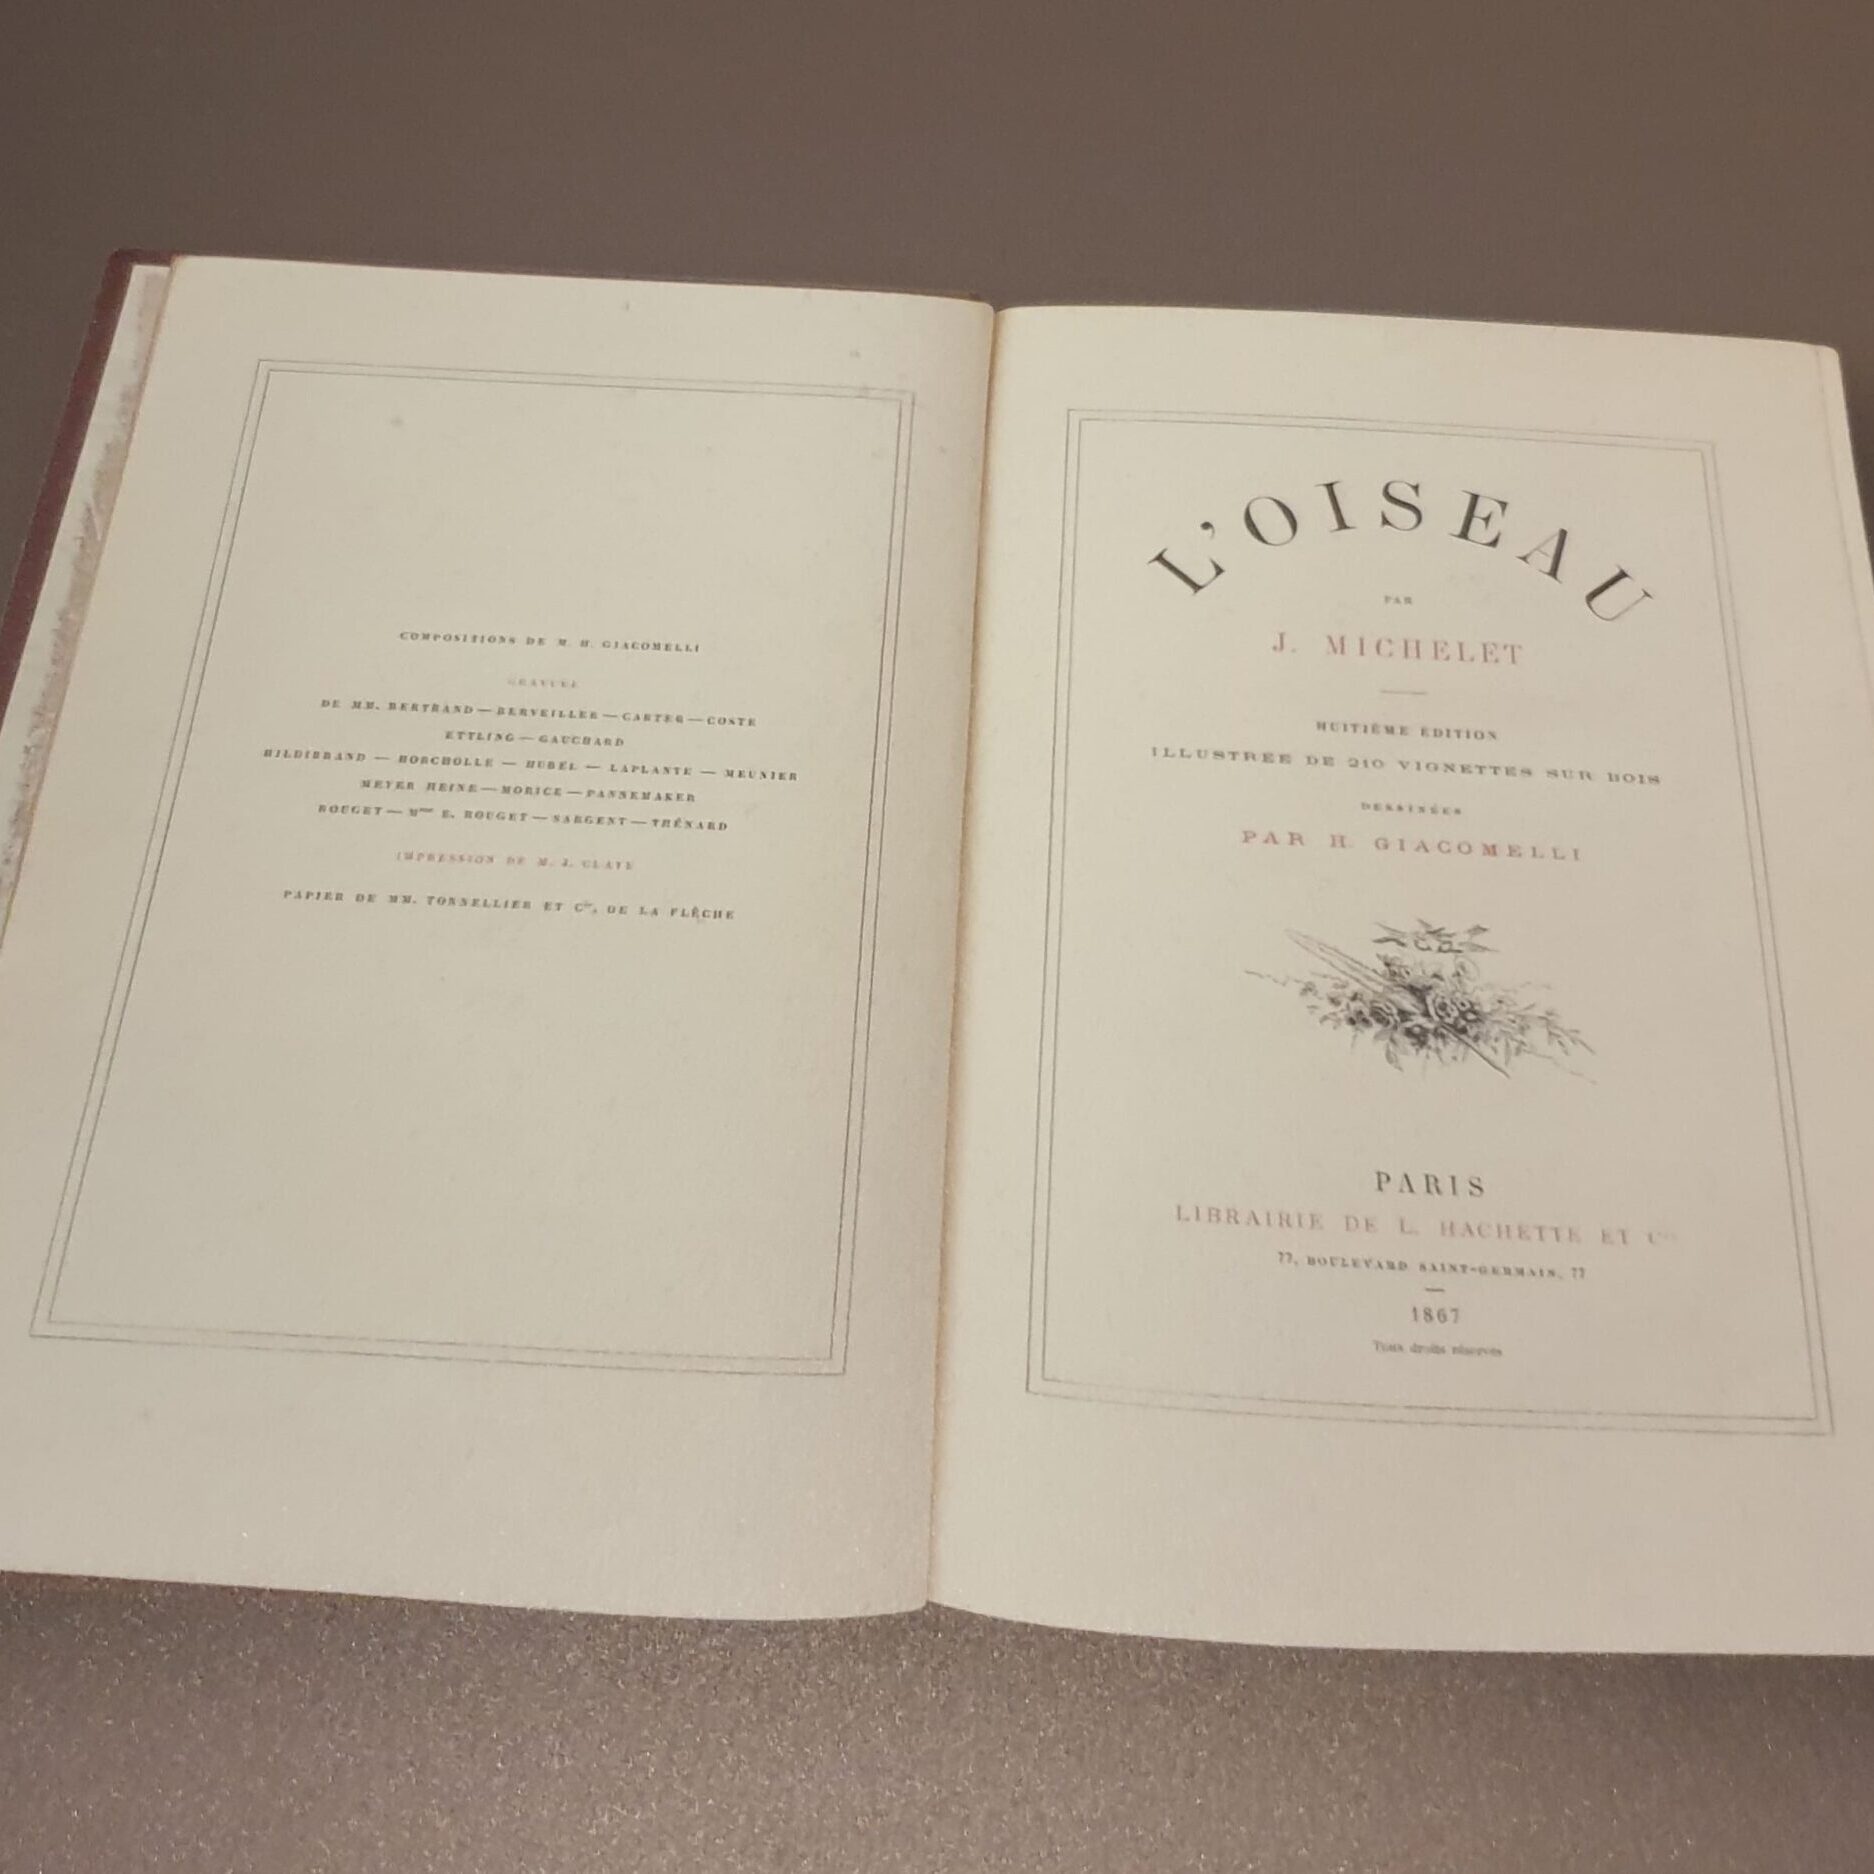 COMPOSITIONS DE M. H. GIACOMELLI
GRAVURE
DE MM. BERTRAND — BERVEILLER — CARTER — COSTE
ETTLING — GAUCHARD
HILDIBRAND — HORCHOLLE — HUREL — LAPLANTE — MEUNIER
MEYER HEINE — MORICE — PANNEMAKER
ROUGET — Mme E. ROUGET — SARGENT — THÉNARD
IMPRESSION DE M. J. CLAYE
PAPIER DE MM. TONNELLIER ET Cie, DE LA FLÈCHE
L'OISEAU
PAR
J. MICHELET
HUITIÈME ÉDITION
ILLUSTRÉE DE 210 VIGNETTES SUR BOIS
DESSINÉES
PAR H. GIACOMELLI
PARIS
LIBRAIRIE DE L. HACHETTE ET Cie
77, BOULEVARD SAINT-GERMAIN, 77
1867
Tous droits réservés